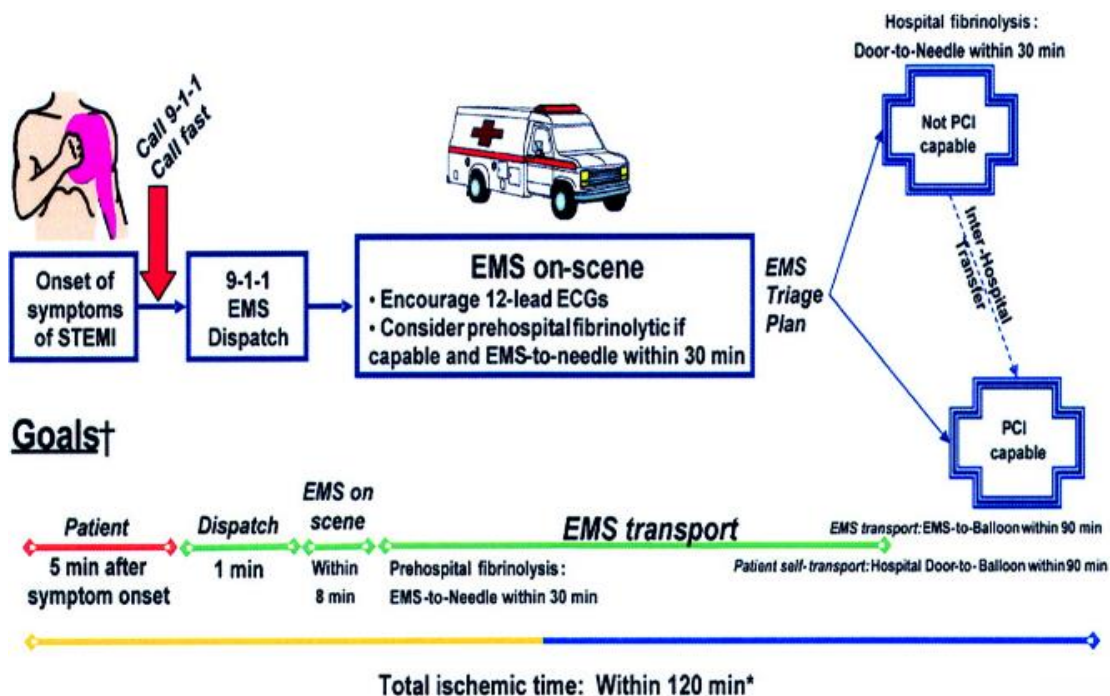 Hospital fibrinolysis :
Door-to-Needle within 30 min
Call 9-1-1
Call fast
Not PCI
capable
Onset of
symptoms
of STEMI
9-1-1
EMS
Dispatch
EMS on-scene
• Encourage 12-lead ECGs
• Consider prehospital fibrinolytic if
capable and EMS-to-needle within 30 min
EMS
Triage
Plan
Inter-Hospital
Transfer
PCI
capable
Goals†
Patient
5 min after
symptom onset
Dispatch
1 min
EMS on
scene
Within
8 min
EMS transport
Prehospital fibrinolysis :
EMS-to-Needle within 30 min
EMS transport: EMS-to-Balloon within 90 min
Patient self-transport: Hospital Door-to-Balloon within 90 min
Total ischemic time: Within 120 min*